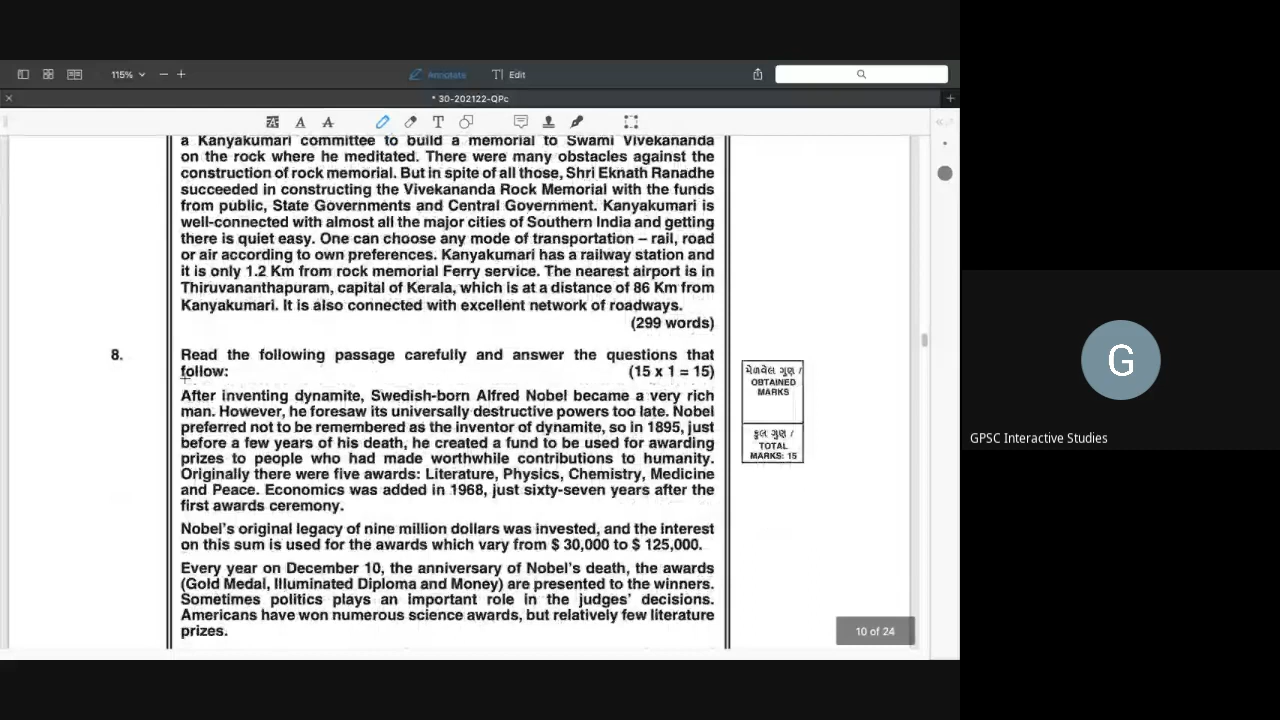 115%
Annotate
T| Edit
* 30-202122-QPc
a Kanyakumari committee to build a memorial to Swami Vivekananda
on the rock where he meditated. There were many obstacles against the
construction of rock memorial. But in spite of all those, Shri Eknath Ranadhe
succeeded in constructing the Vivekananda Rock Memorial with the funds
from public, State Governments and Central Government. Kanyakumari is
well-connected with almost all the major cities of Southern India and getting
there is quiet easy. One can choose any mode of transportation – rail, road
or air according to own preferences. Kanyakumari has a railway station and
it is only 1.2 Km from rock memorial Ferry service. The nearest airport is in
Thiruvananthapuram, capital of Kerala, which is at a distance of 86 Km from
Kanyakumari. It is also connected with excellent network of roadways.
(299 words)
8. Read the following passage carefully and answer the questions that
follow: (15 x 1 = 15)
મેળવેલ ગુણ /
OBTAINED
MARKS
કુલ ગુણ /
TOTAL
MARKS: 15
After inventing dynamite, Swedish-born Alfred Nobel became a very rich
man. However, he foresaw its universally destructive powers too late. Nobel
preferred not to be remembered as the inventor of dynamite, so in 1895, just
before a few years of his death, he created a fund to be used for awarding
prizes to people who had made worthwhile contributions to humanity.
Originally there were five awards: Literature, Physics, Chemistry, Medicine
and Peace. Economics was added in 1968, just sixty-seven years after the
first awards ceremony.
Nobel's original legacy of nine million dollars was invested, and the interest
on this sum is used for the awards which vary from $ 30,000 to $ 125,000.
Every year on December 10, the anniversary of Nobel's death, the awards
(Gold Medal, Illuminated Diploma and Money) are presented to the winners.
Sometimes politics plays an important role in the judges' decisions.
Americans have won numerous science awards, but relatively few literature
prizes.
10 of 24
G
GPSC Interactive Studies